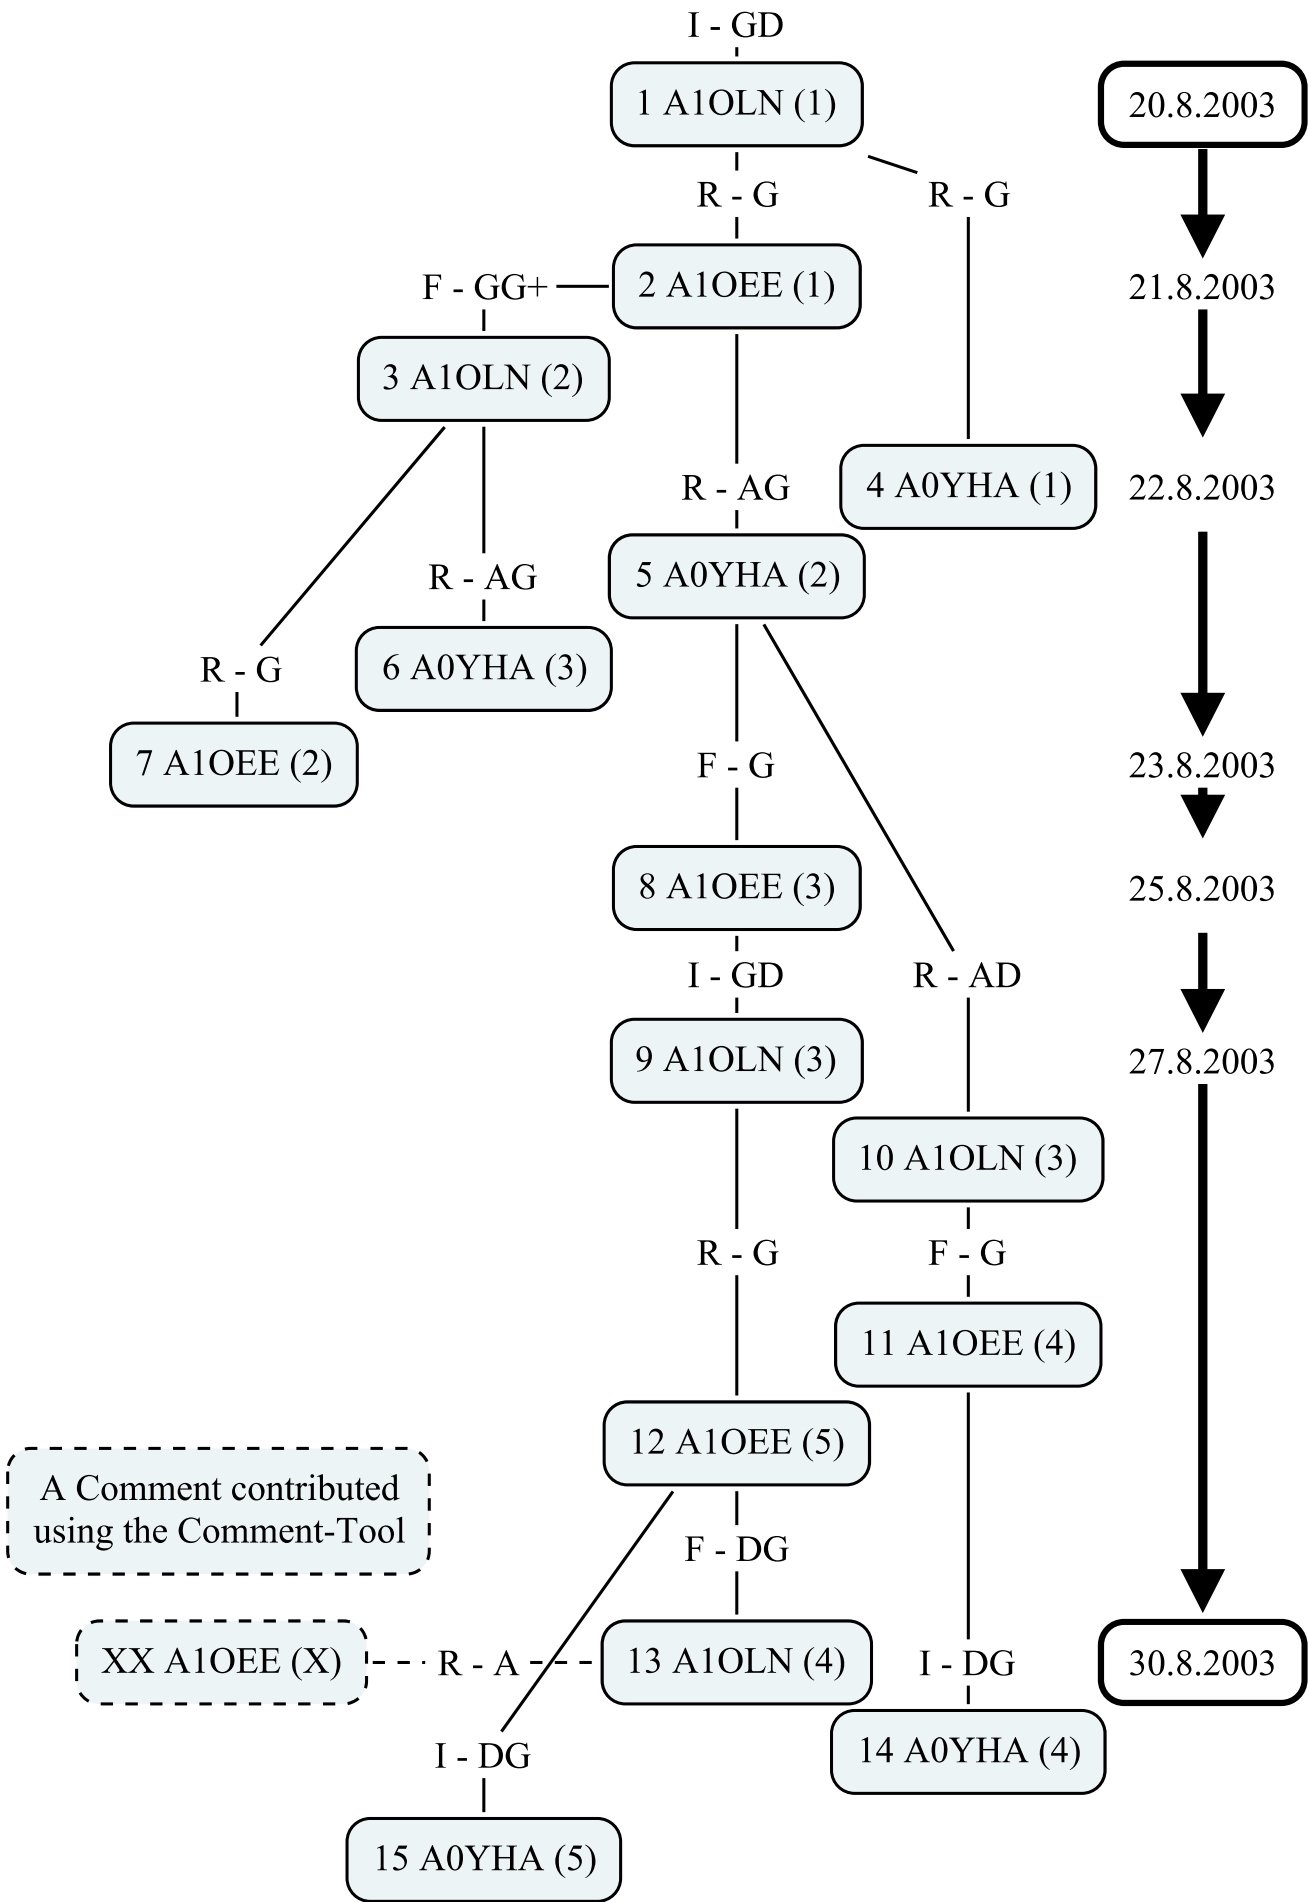 I - GD
1 A1OLN (1)
20.8.2003
R - G
R - G
F - GG+
2 A1OEE (1)
21.8.2003
3 A1OLN (2)
R - AG
4 A0YHA (1)
22.8.2003
R - AG
5 A0YHA (2)
R - G
6 A0YHA (3)
7 A1OEE (2)
F - G
23.8.2003
8 A1OEE (3)
25.8.2003
I - GD
R - AD
9 A1OLN (3)
27.8.2003
10 A1OLN (3)
R - G
F - G
11 A1OEE (4)
12 A1OEE (5)
A Comment contributed
using the Comment-Tool
F - DG
XX A1OEE (X)
R - A
13 A1OLN (4)
I - DG
30.8.2003
I - DG
14 A0YHA (4)
15 A0YHA (5)